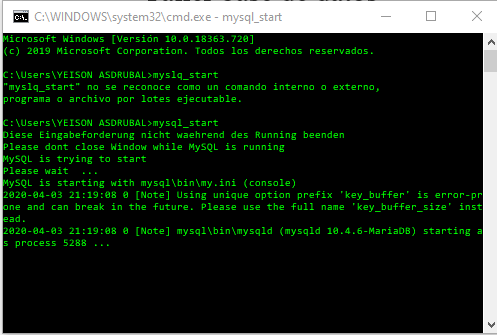 C:\WINDOWS\system32\cmd.exe - mysql_start
Microsoft Windows [Versión 10.0.18363.720]
(c) 2019 Microsoft Corporation. Todos los derechos reservados.
C:\Users\YEISON ASDRUBAL>myslq_start
"myslq_start" no se reconoce como un comando interno o externo,
programa o archivo por lotes ejecutable.
C:\Users\YEISON ASDRUBAL>mysql_start
Diese Eingabeforderung nicht waehrend des Running beenden
Please dont close Window while MySQL is running
MySQL is trying to start
Please wait  ...
MySQL is starting with mysql\bin\my.ini (console)
2020-04-03 21:19:08 0 [Note] Using unique option prefix 'key_buffer' is error-pr
one and can break in the future. Please use the full name 'key_buffer_size' inst
ead.
2020-04-03 21:19:08 0 [Note] mysql\bin\mysqld (mysqld 10.4.6-MariaDB) starting a
s process 5288 ...